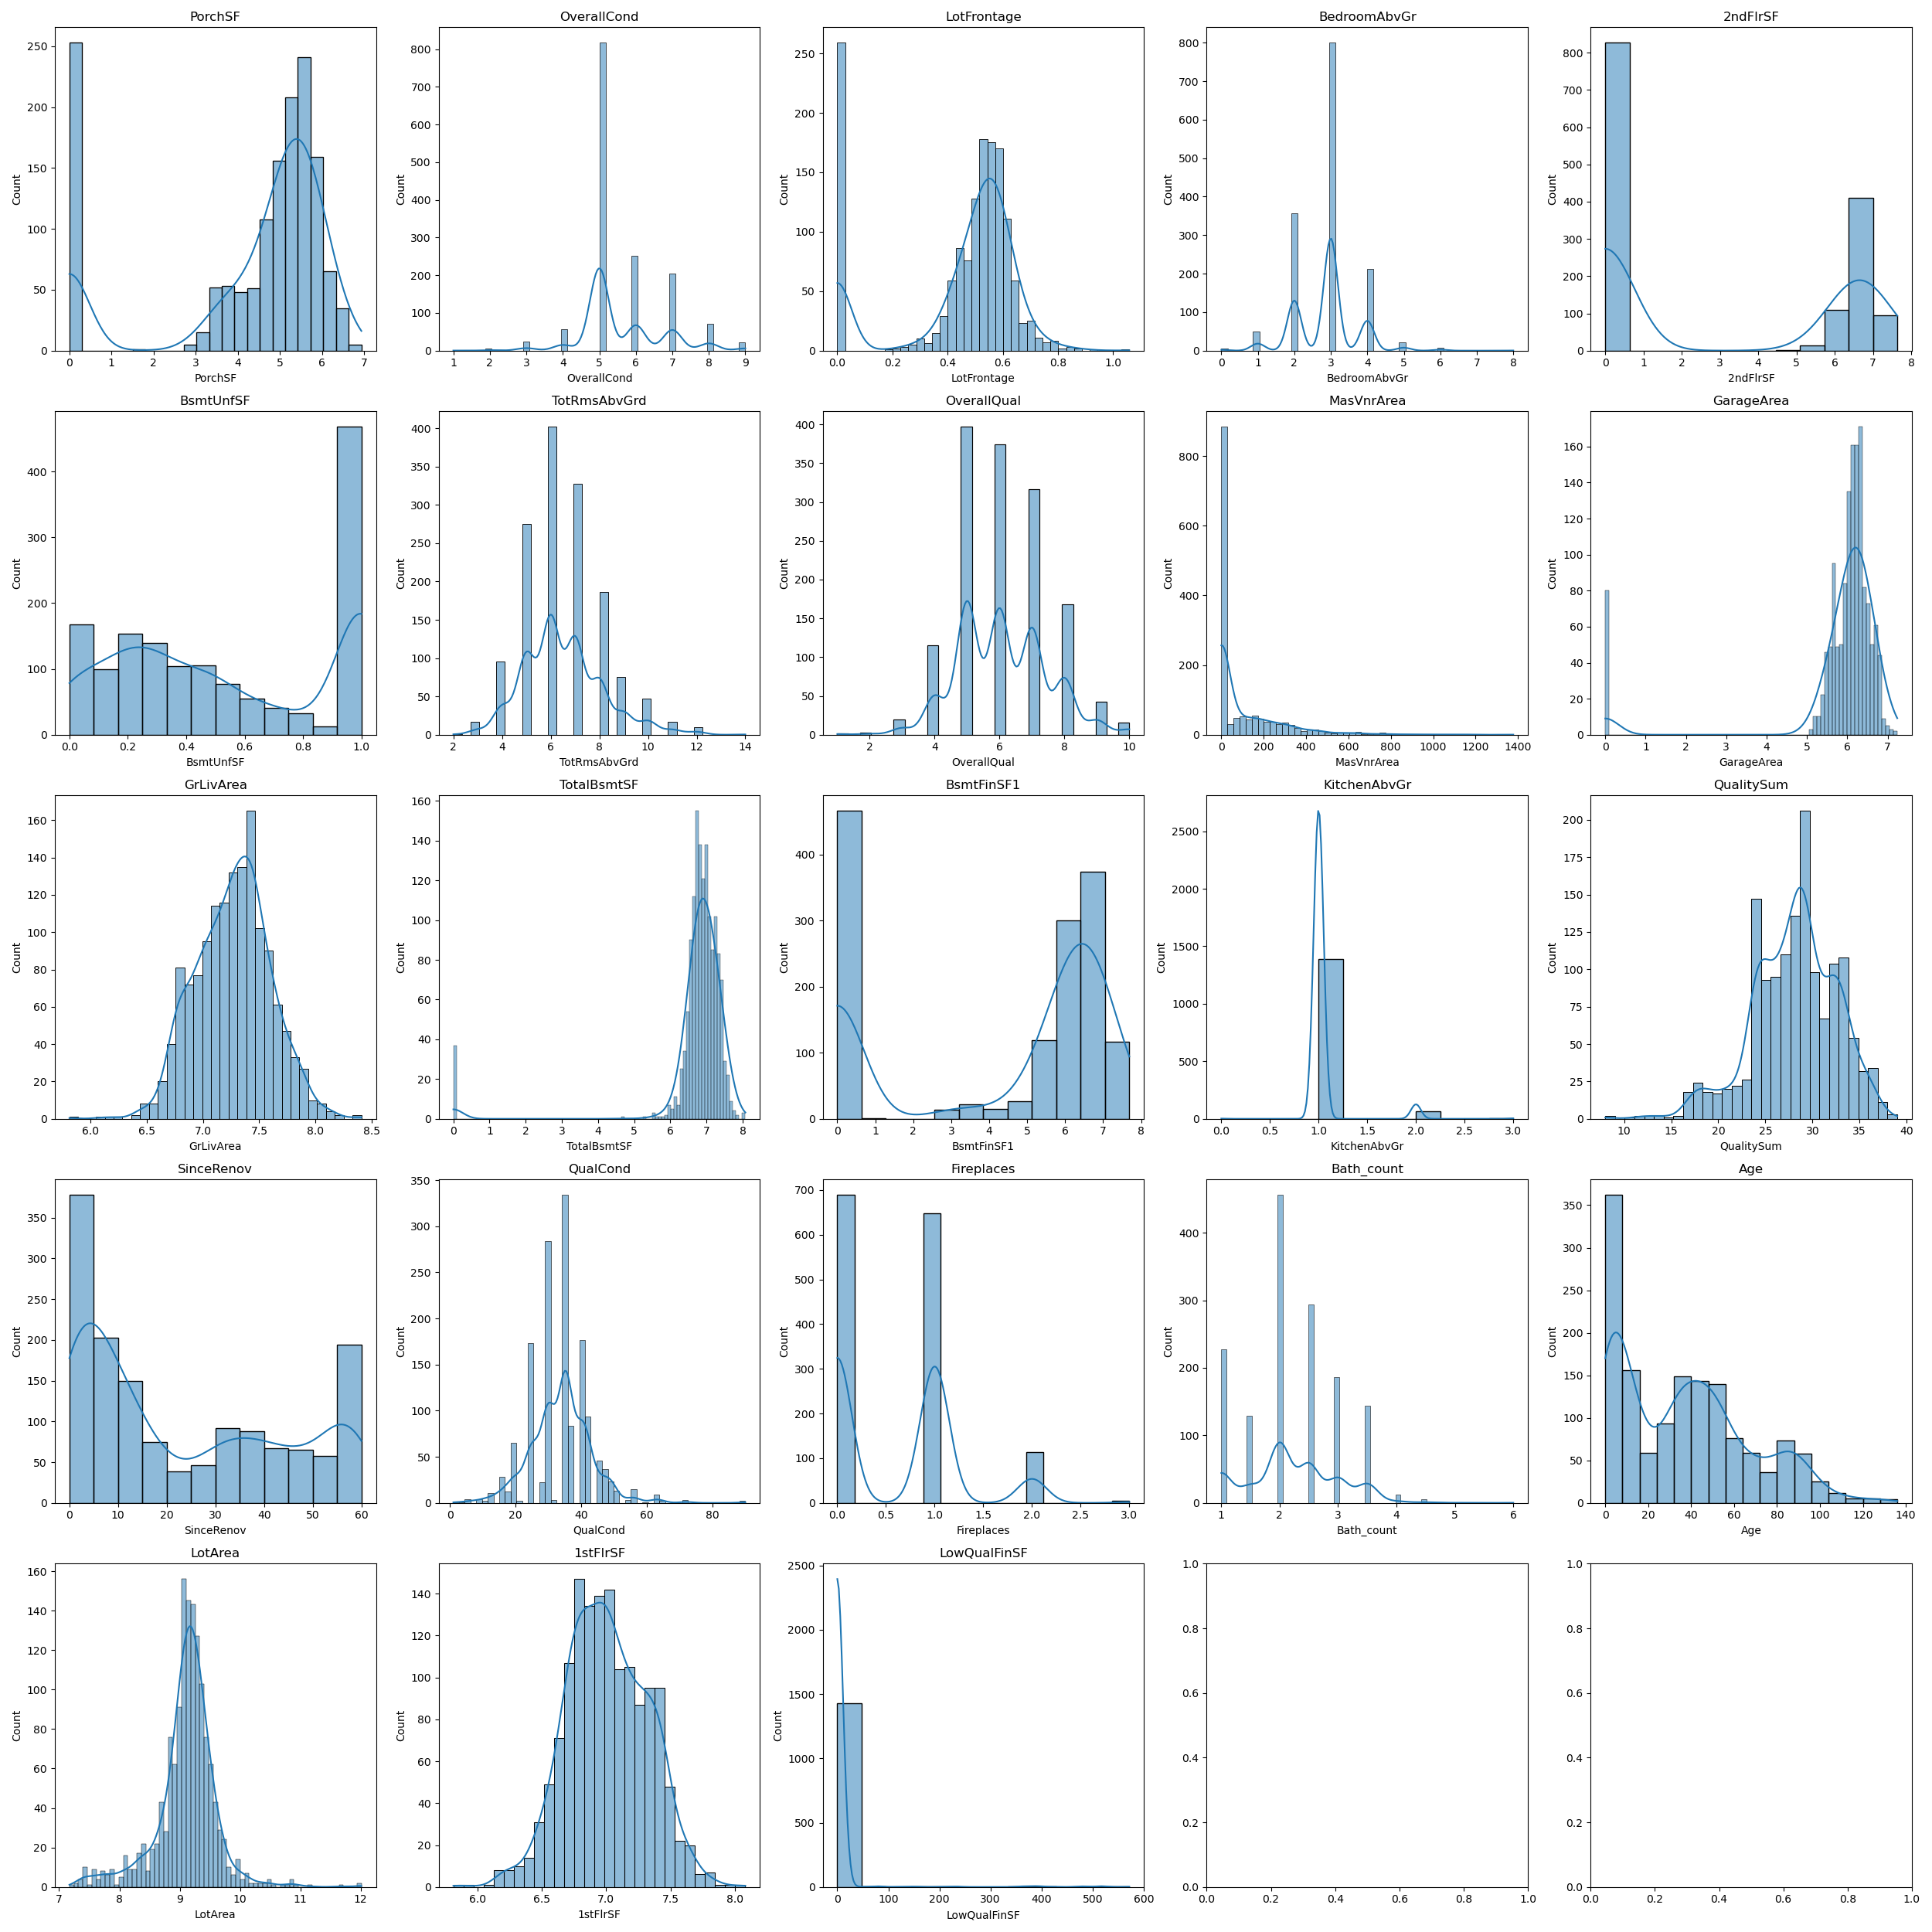 PorchSF
OverallCond
LotFrontage
BedroomAbvGr
2ndFlrSF
Count
250
200
150
100
50
0
0 1 2 3 4 5 6 7
PorchSF
Count
800
700
600
500
400
300
200
100
0
1 2 3 4 5 6 7 8 9
OverallCond
Count
250
200
150
100
50
0
0.0 0.2 0.4 0.6 0.8 1.0
LotFrontage
Count
800
700
600
500
400
300
200
100
0
0 1 2 3 4 5 6 7 8
BedroomAbvGr
Count
800
700
600
500
400
300
200
100
0
0 1 2 3 4 5 6 7 8
2ndFlrSF
BsmtUnfSF
TotRmsAbvGrd
OverallQual
MasVnrArea
GarageArea
Count
400
300
200
100
0
0.0 0.2 0.4 0.6 0.8 1.0
BsmtUnfSF
Count
400
350
300
250
200
150
100
50
0
2 4 6 8 10 12 14
TotRmsAbvGrd
Count
400
350
300
250
200
150
100
50
0
2 4 6 8 10
OverallQual
Count
800
600
400
200
0
0 200 400 600 800 1000 1200 1400
MasVnrArea
Count
160
140
120
100
80
60
40
20
0
0 1 2 3 4 5 6 7
GarageArea
GrLivArea
TotalBsmtSF
BsmtFinSF1
KitchenAbvGr
QualitySum
Count
160
140
120
100
80
60
40
20
0
6.0 6.5 7.0 7.5 8.0 8.5
GrLivArea
Count
160
140
120
100
80
60
40
20
0
0 1 2 3 4 5 6 7 8
TotalBsmtSF
Count
400
300
200
100
0
0 1 2 3 4 5 6 7 8
BsmtFinSF1
Count
2500
2000
1500
1000
500
0
0.0 0.5 1.0 1.5 2.0 2.5 3.0
KitchenAbvGr
Count
200
175
150
125
100
75
50
25
0
10 15 20 25 30 35 40
QualitySum
SinceRenov
QualCond
Fireplaces
Bath_count
Age
Count
350
300
250
200
150
100
50
0
0 10 20 30 40 50 60
SinceRenov
Count
350
300
250
200
150
100
50
0
0 20 40 60 80
QualCond
Count
700
600
500
400
300
200
100
0
0.0 0.5 1.0 1.5 2.0 2.5 3.0
Fireplaces
Count
400
300
200
100
0
1 2 3 4 5 6
Bath_count
Count
350
300
250
200
150
100
50
0
0 20 40 60 80 100 120 140
Age
LotArea
1stFlrSF
LowQualFinSF
Count
160
140
120
100
80
60
40
20
0
7 8 9 10 11 12
LotArea
Count
140
120
100
80
60
40
20
0
6.0 6.5 7.0 7.5 8.0
1stFlrSF
Count
2500
2000
1500
1000
500
0
0 100 200 300 400 500 600
LowQualFinSF
1.0
0.8
0.6
0.4
0.2
0.0
0.0 0.2 0.4 0.6 0.8 1.0
1.0
0.8
0.6
0.4
0.2
0.0
0.0 0.2 0.4 0.6 0.8 1.0